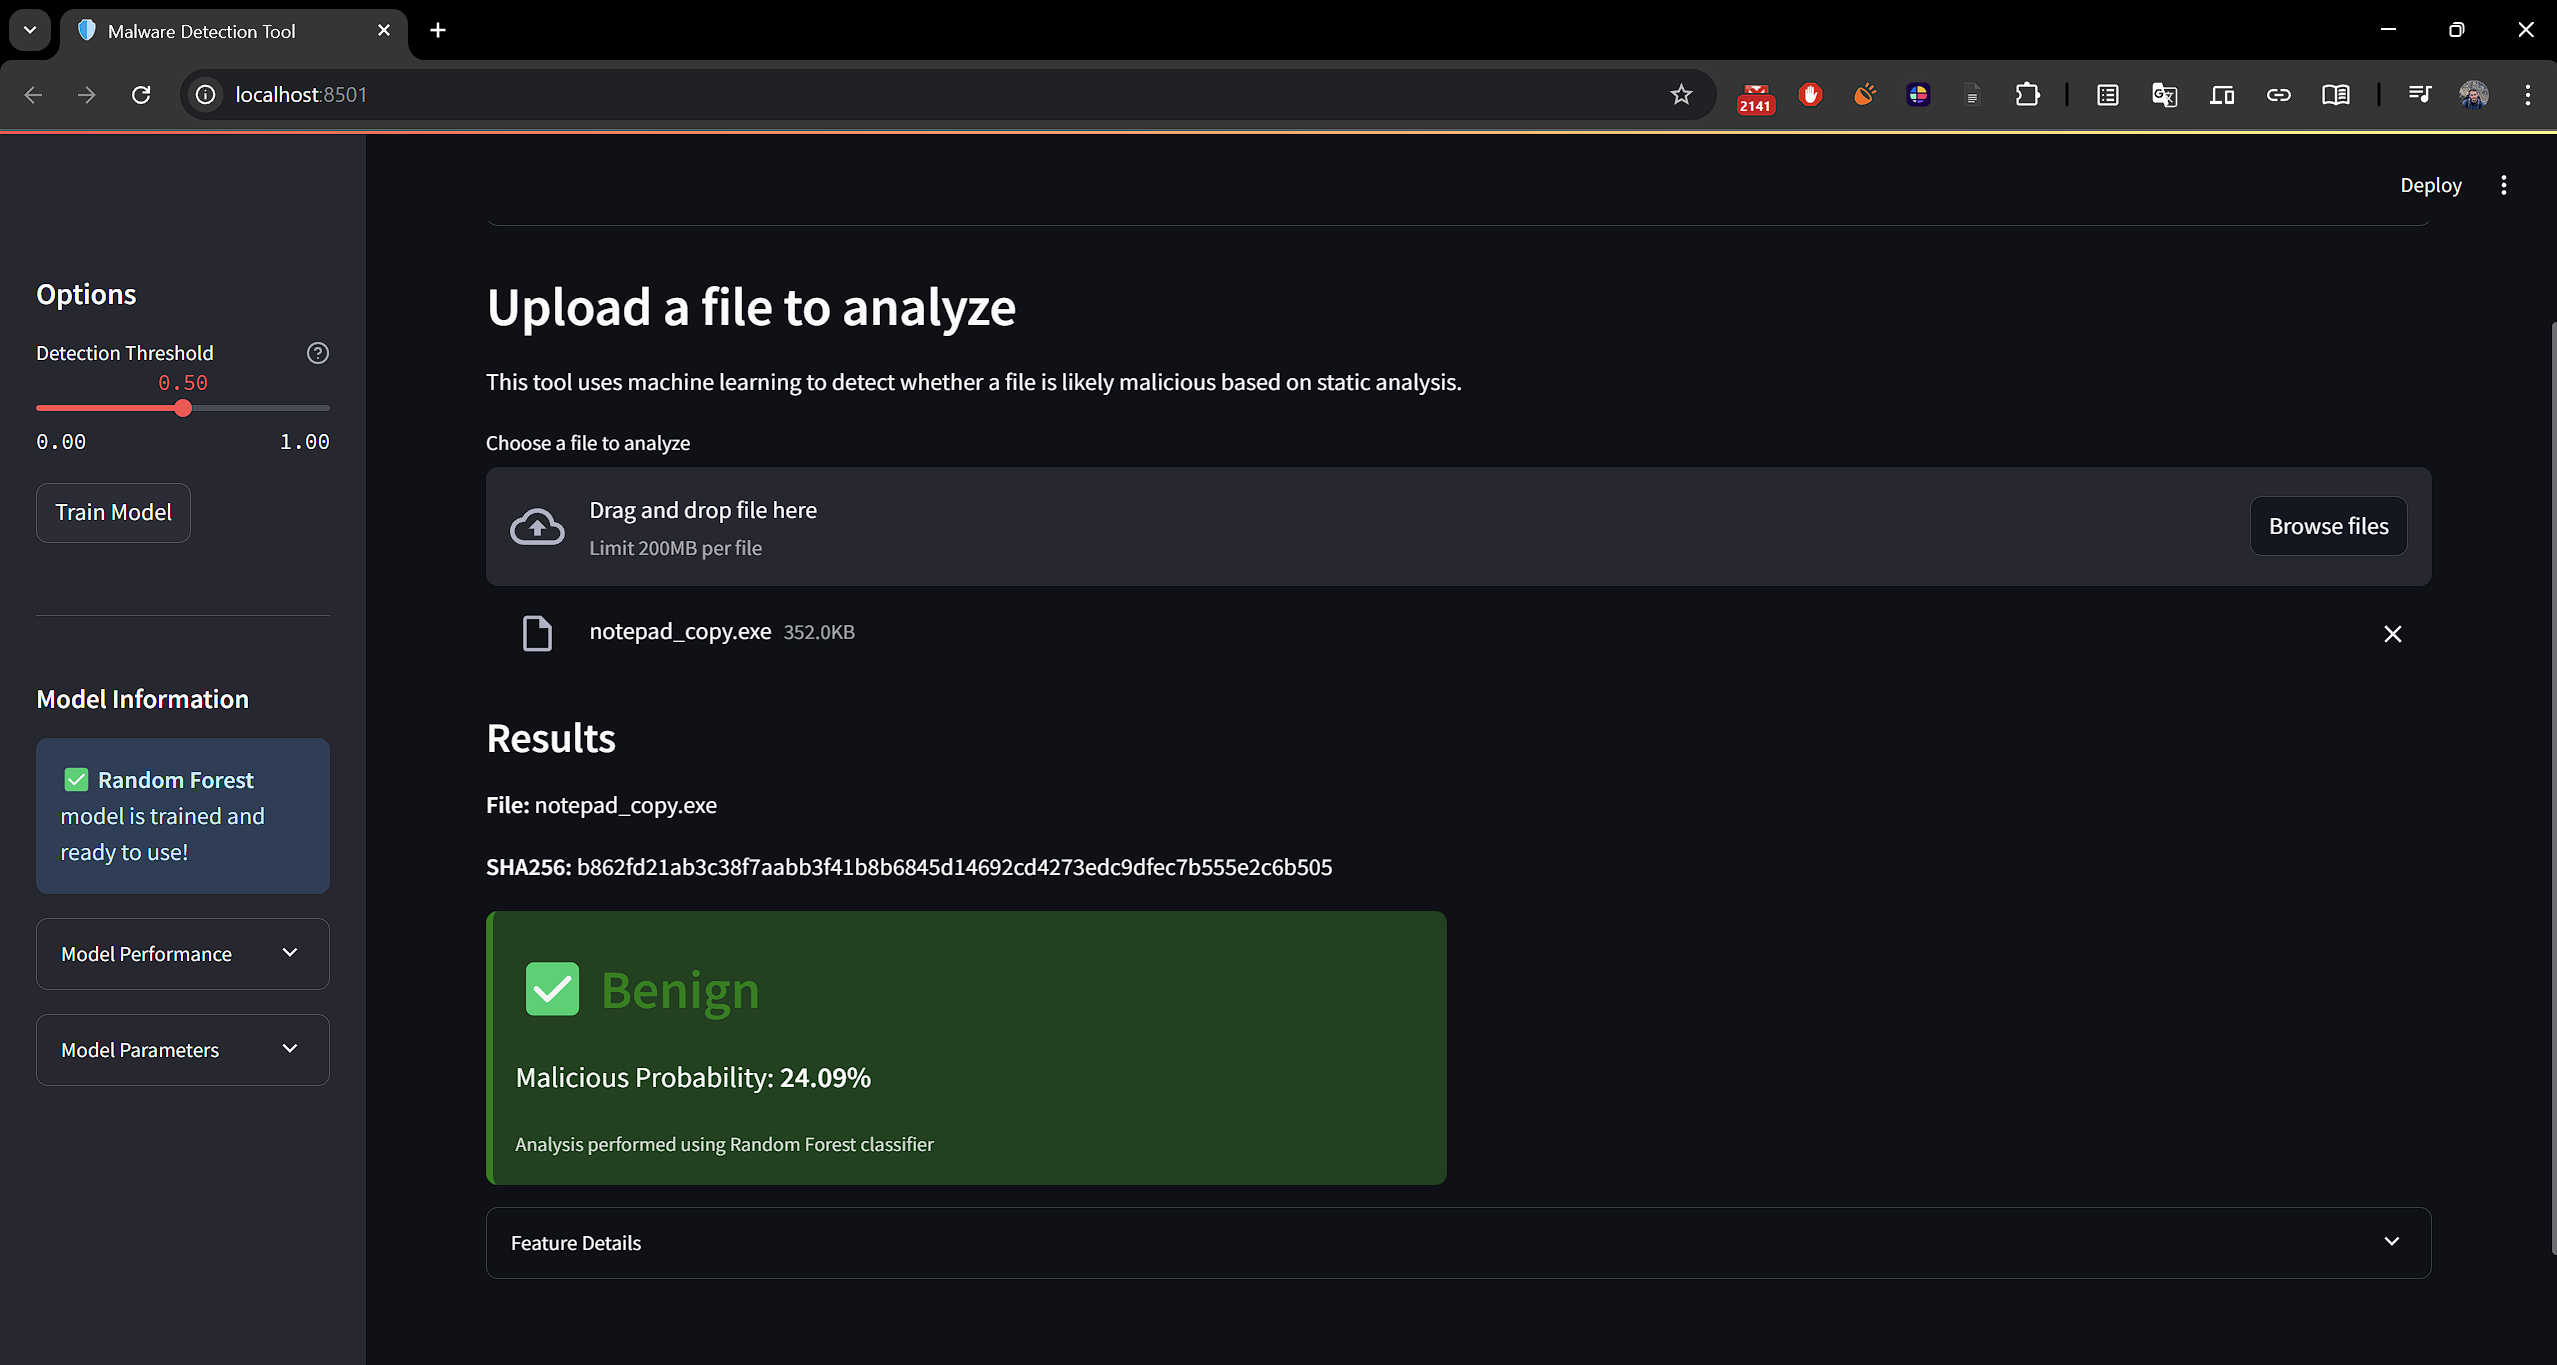 Malware Detection Tool
localhost:8501
2141
Deploy
Options
Detection Threshold
0.50
0.00 1.00
Train Model
Model Information
✅ Random Forest
model is trained and
ready to use!
Model Performance
Model Parameters
Upload a file to analyze
This tool uses machine learning to detect whether a file is likely malicious based on static analysis.
Choose a file to analyze
Drag and drop file here
Limit 200MB per file
Browse files
notepad_copy.exe 352.0KB
Results
File: notepad_copy.exe
SHA256: b862fd21ab3c38f7aabb3f41b8b6845d14692cd4273edc9dfec7b555e2c6b505
✅ Benign
Malicious Probability: 24.09%
Analysis performed using Random Forest classifier
Feature Details